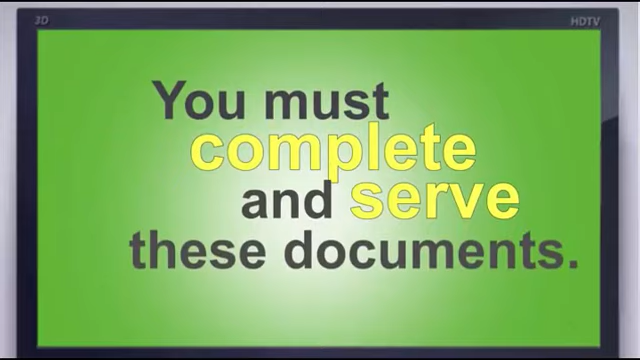 3D HDTV
You must
complete
and serve
these documents.